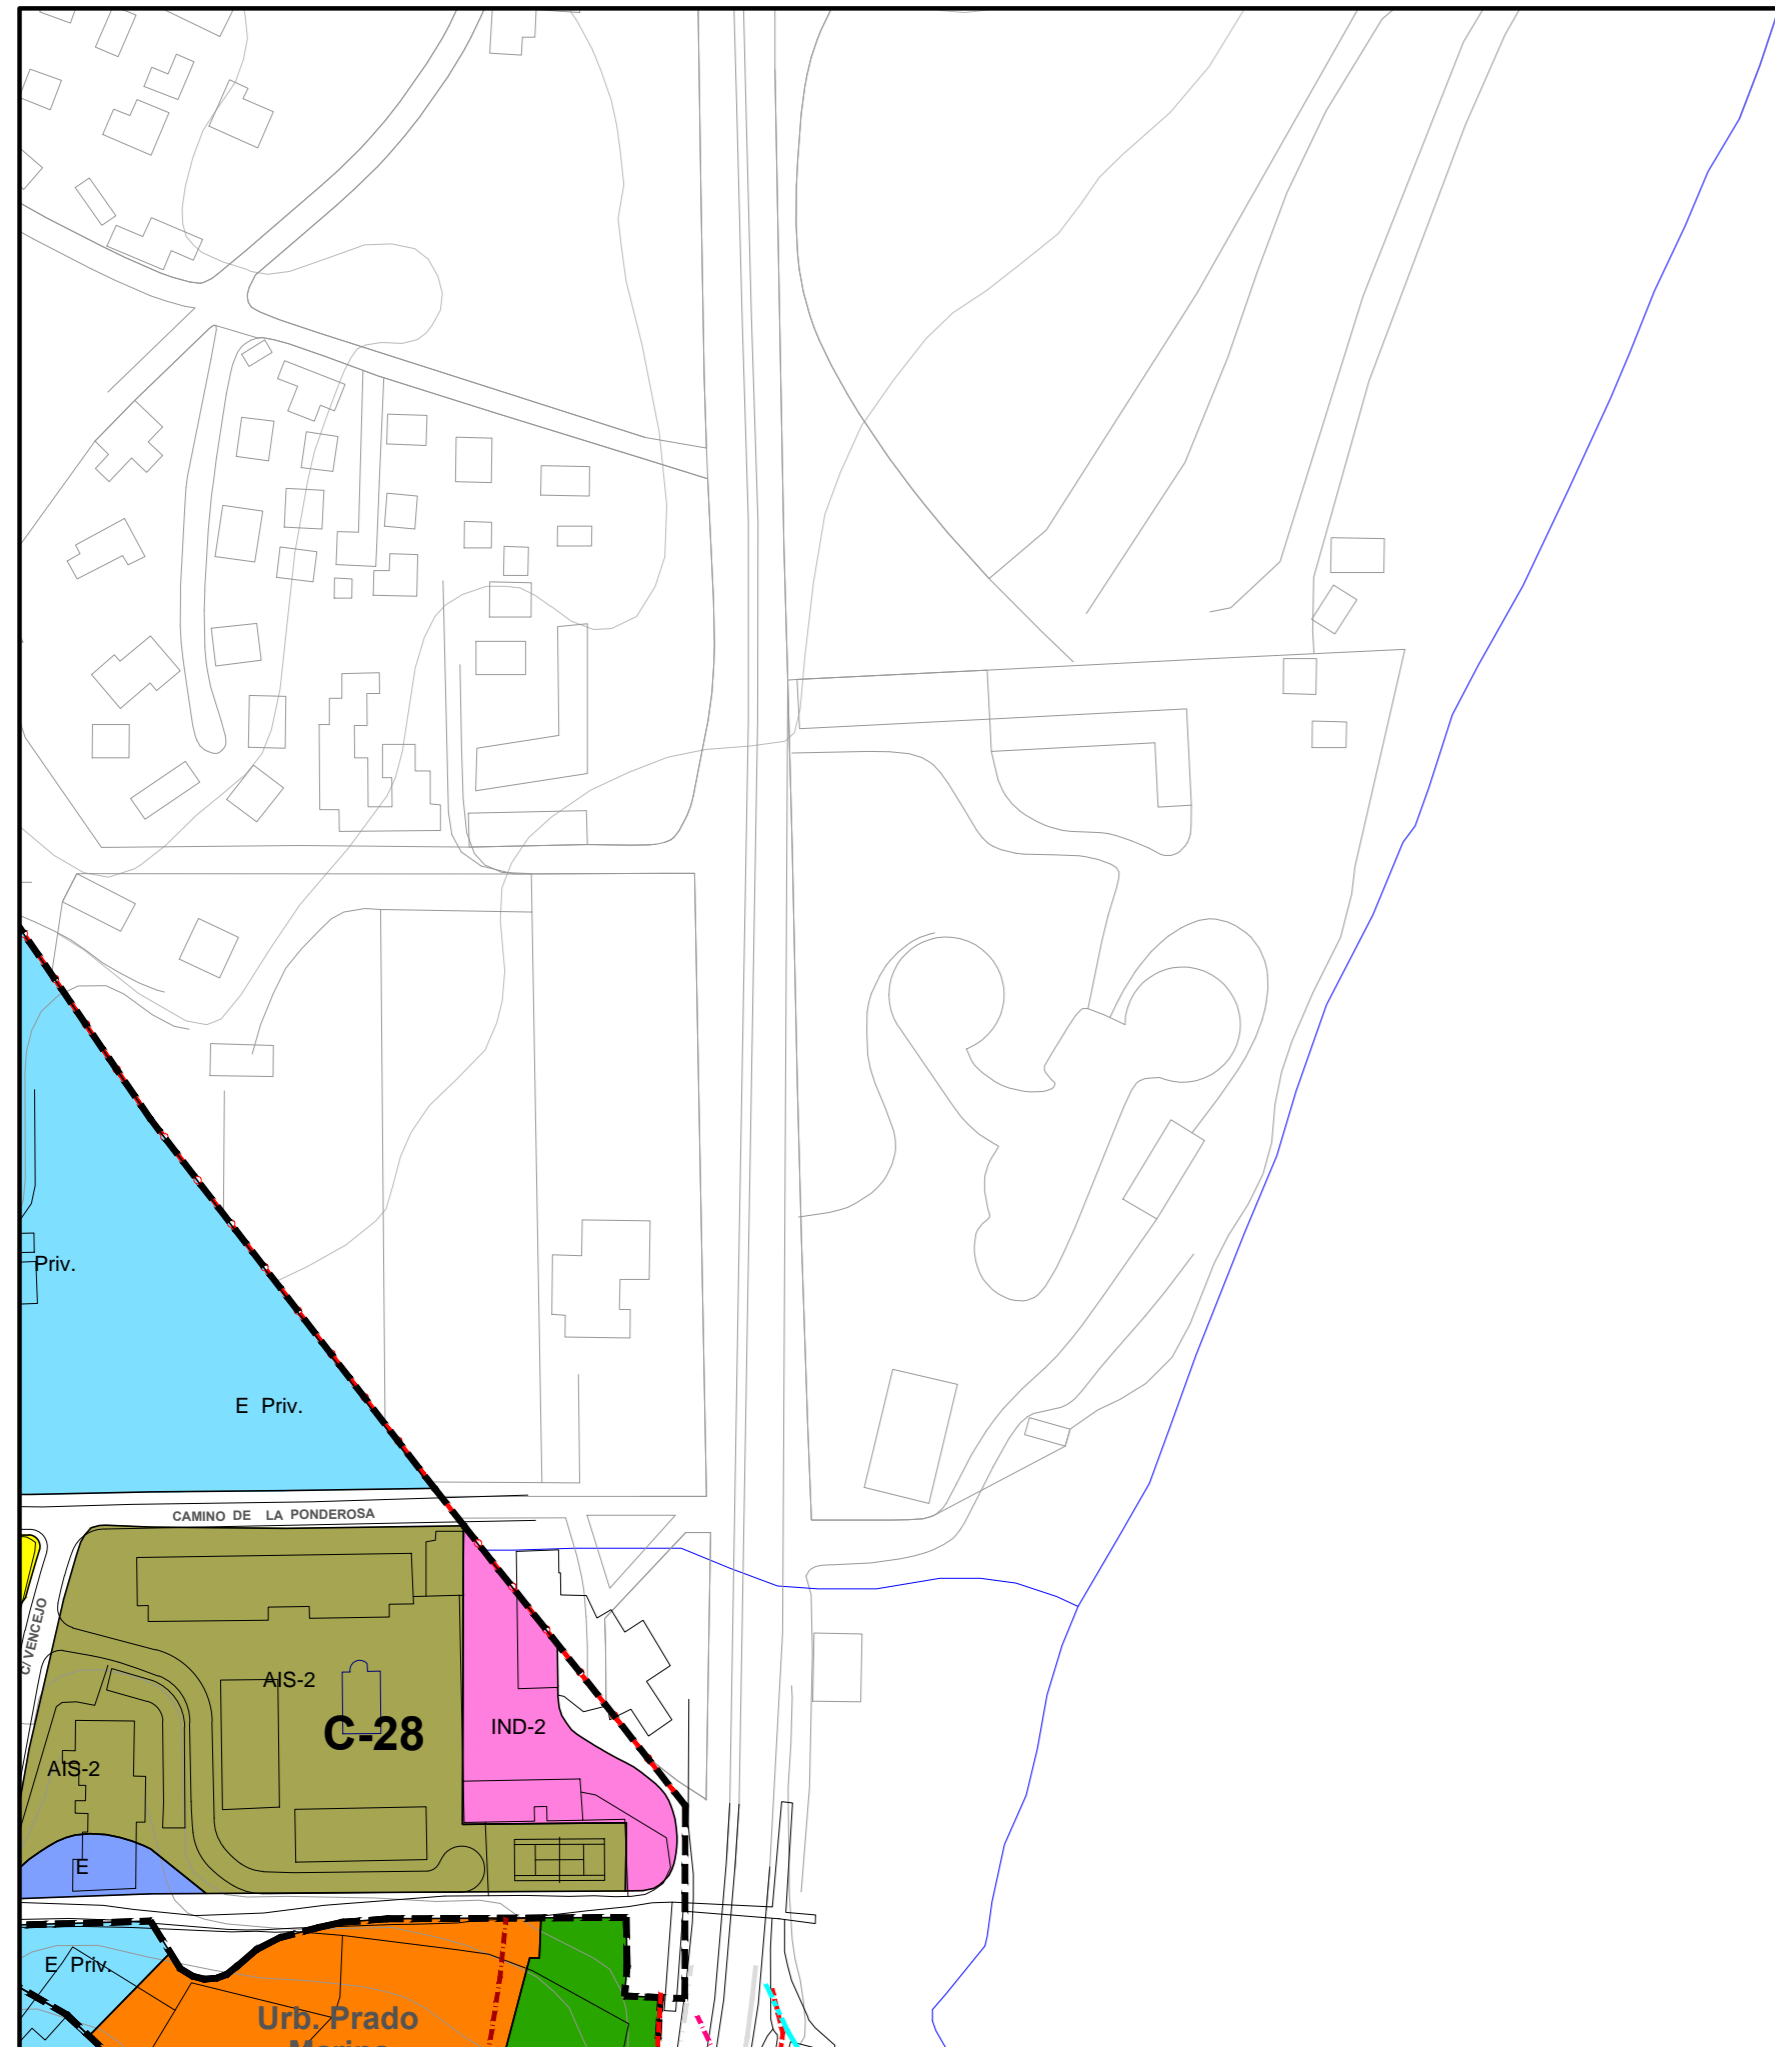 Priv.
E Priv.
CAMINO DE LA PONDEROSA
C/ VENCEJO
AIS-2
C-28
IND-2
AIS-2
E
E Priv.
Urb. Prado